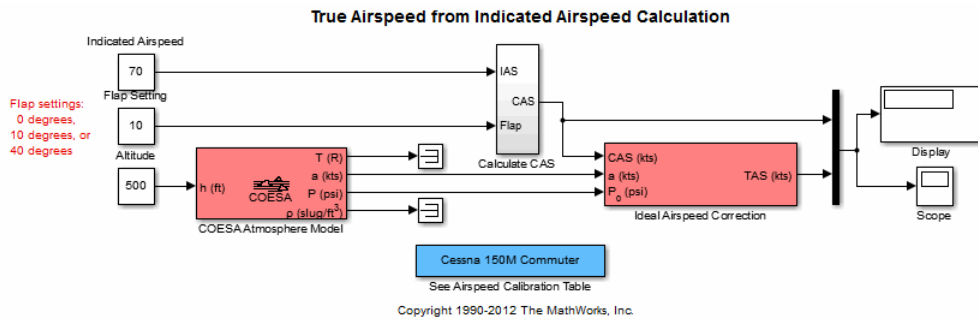 True Airspeed from Indicated Airspeed Calculation
Indicated Airspeed
70
IAS
CAS
Flap
Calculate CAS
Flap Setting
10
Flap settings:
0 degrees,
10 degrees, or
40 degrees
Altitude
500
h (ft)
COESA
T (R)
a (kts)
P (psi)
ρ (slug/ft³)
COESA Atmosphere Model
CAS (kts)
a (kts)
P₀ (psi)
TAS (kts)
Ideal Airspeed Correction
Display
Scope
Cessna 150M Commuter
See Airspeed Calibration Table
Copyright 1990-2012 The MathWorks, Inc.